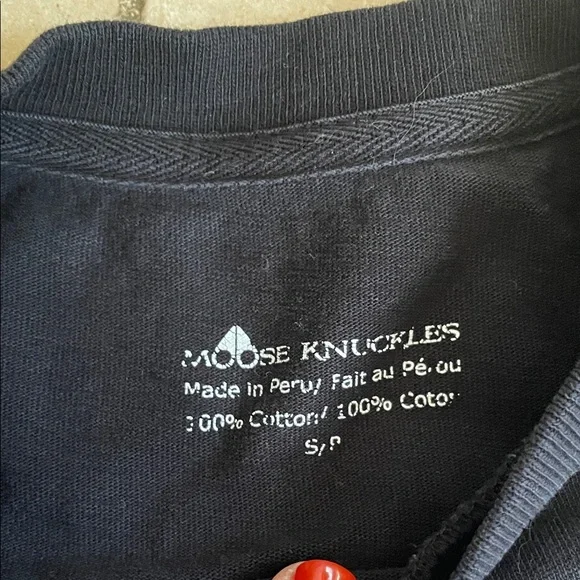 MOOSE KNUCKLES
Made in Peru/ Fait au Pérou
100% Cotton/ 100% Coton
S/P